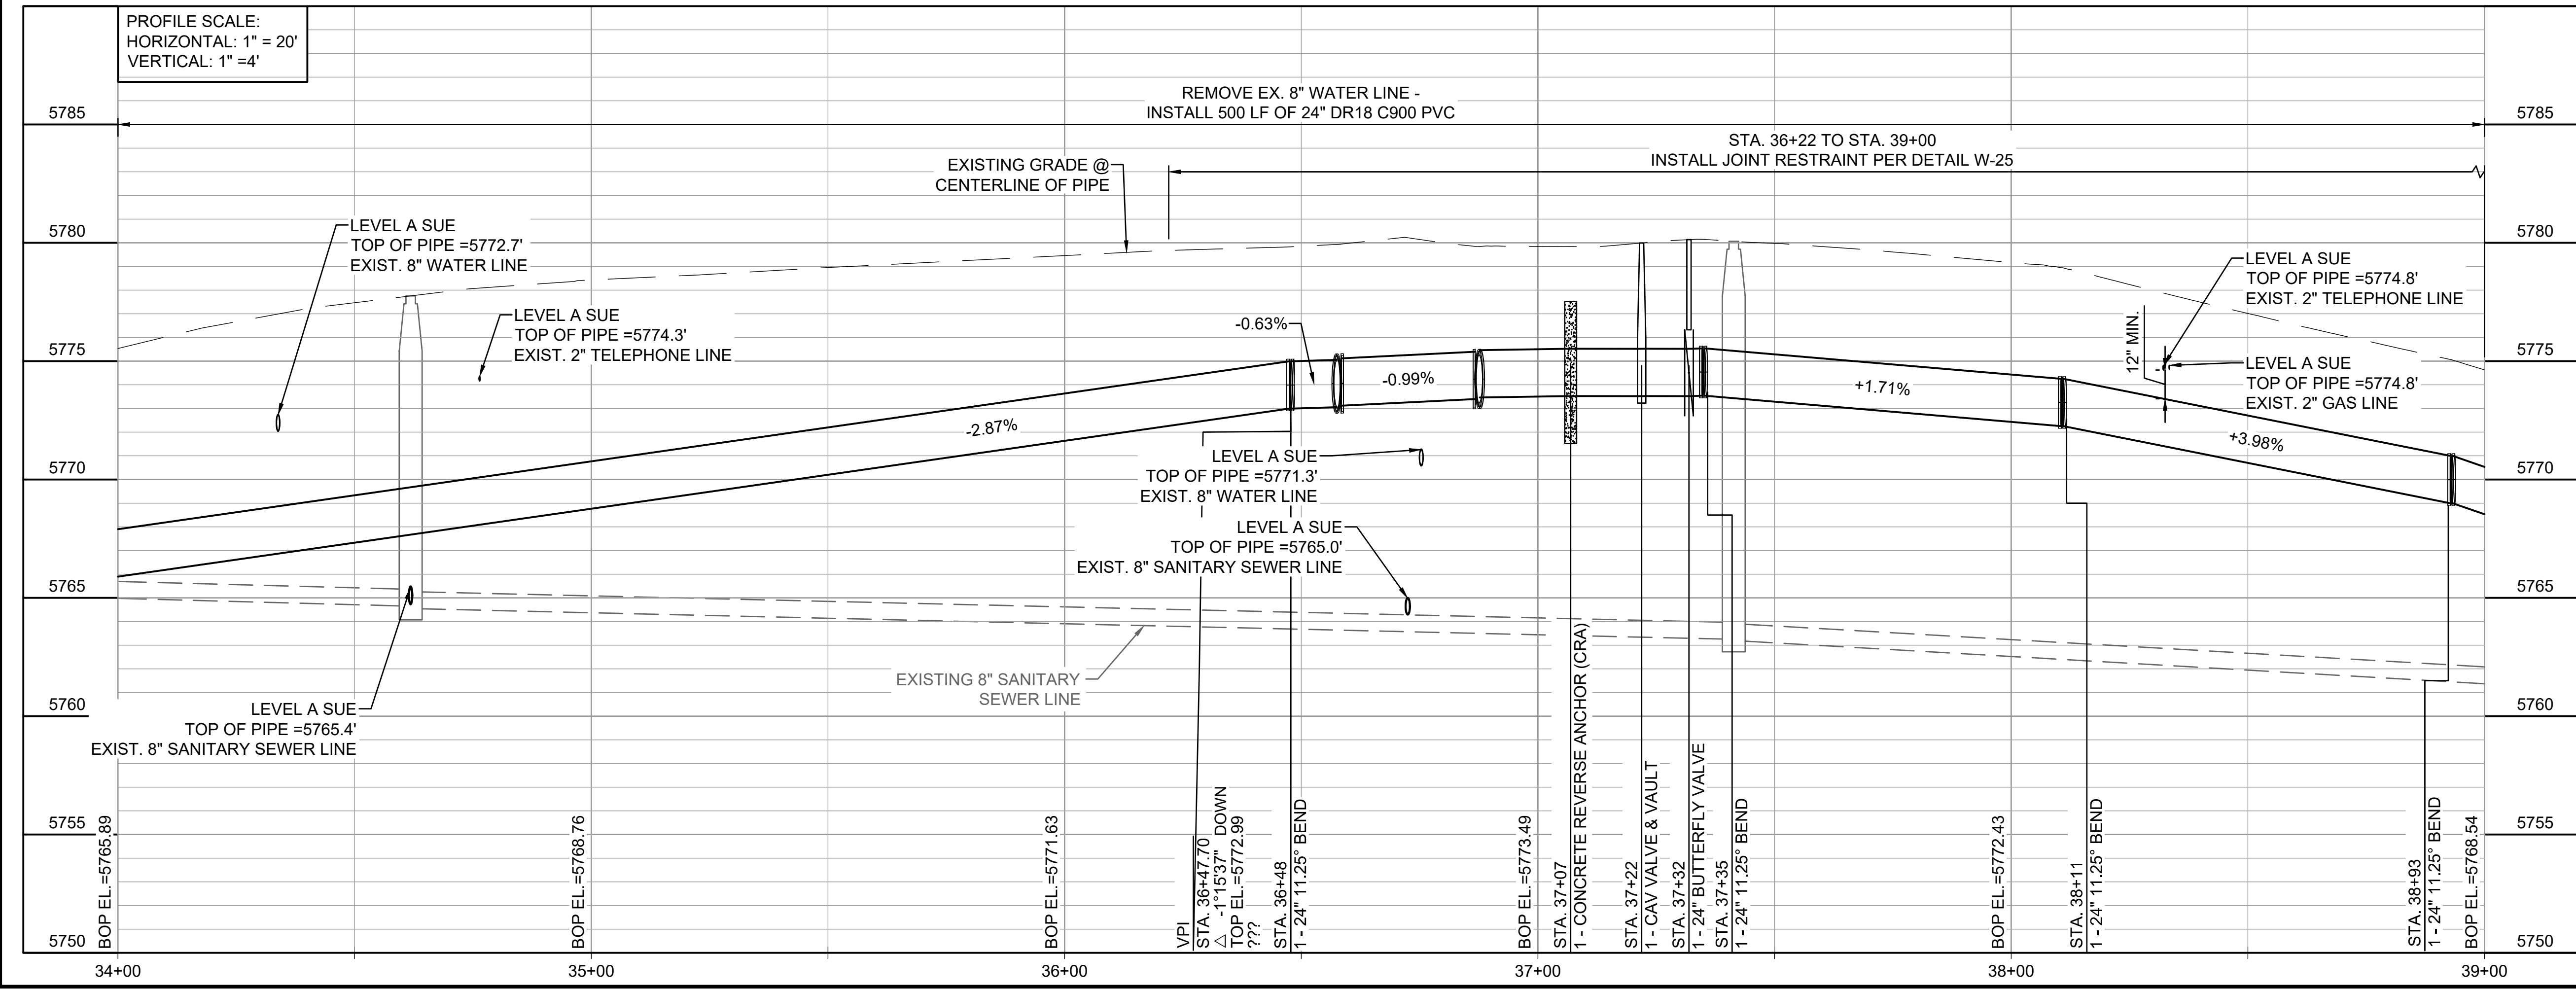 PROFILE SCALE:
HORIZONTAL: 1" = 20'
VERTICAL: 1" =4'
REMOVE EX. 8" WATER LINE -
INSTALL 500 LF OF 24" DR18 C900 PVC
STA. 36+22 TO STA. 39+00
INSTALL JOINT RESTRAINT PER DETAIL W-25
EXISTING GRADE @
CENTERLINE OF PIPE
LEVEL A SUE
TOP OF PIPE =5772.7'
EXIST. 8" WATER LINE
LEVEL A SUE
TOP OF PIPE =5774.3'
EXIST. 2" TELEPHONE LINE
LEVEL A SUE
TOP OF PIPE =5774.8'
EXIST. 2" TELEPHONE LINE
12" MIN.
LEVEL A SUE
TOP OF PIPE =5774.8'
EXIST. 2" GAS LINE
-0.63%
-0.99%
+1.71%
-2.87%
+3.98%
LEVEL A SUE
TOP OF PIPE =5771.3'
EXIST. 8" WATER LINE
LEVEL A SUE
TOP OF PIPE =5765.0'
EXIST. 8" SANITARY SEWER LINE
EXISTING 8" SANITARY
SEWER LINE
LEVEL A SUE
TOP OF PIPE =5765.4'
EXIST. 8" SANITARY SEWER LINE
5785
5780
5775
5770
5765
5760
5755
5750
5785
5780
5775
5770
5765
5760
5755
5750
BOP EL.=5765.89
BOP EL.=5768.76
BOP EL.=5771.63
VPI
STA. 36+47.70
△ -1°15'37" DOWN
TOP EL.=5772.99
???
STA. 36+48
1 - 24" 11.25° BEND
BOP EL.=5773.49
STA. 37+07
1 - CONCRETE REVERSE ANCHOR (CRA)
STA. 37+22
1 - CAV VALVE & VAULT
STA. 37+32
1 - 24" BUTTERFLY VALVE
STA. 37+35
1 - 24" 11.25° BEND
BOP EL.=5772.43
STA. 38+11
1 - 24" 11.25° BEND
STA. 38+93
1 - 24" 11.25° BEND
BOP EL.=5768.54
34+00
35+00
36+00
37+00
38+00
39+00